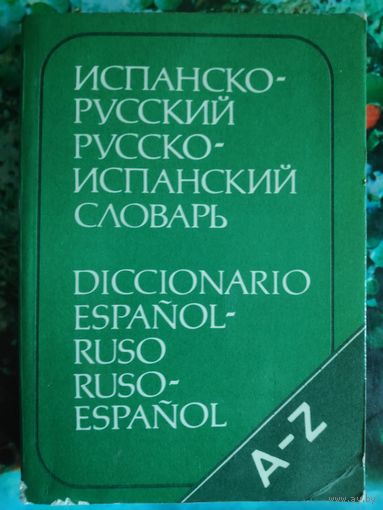 ИСПАНСКО-
РУССКИЙ
РУССКО-
ИСПАНСКИЙ
СЛОВАРЬ
DICCIONARIO
ESPAÑOL-
RUSO
RUSO-
ESPAÑOL
A-Z